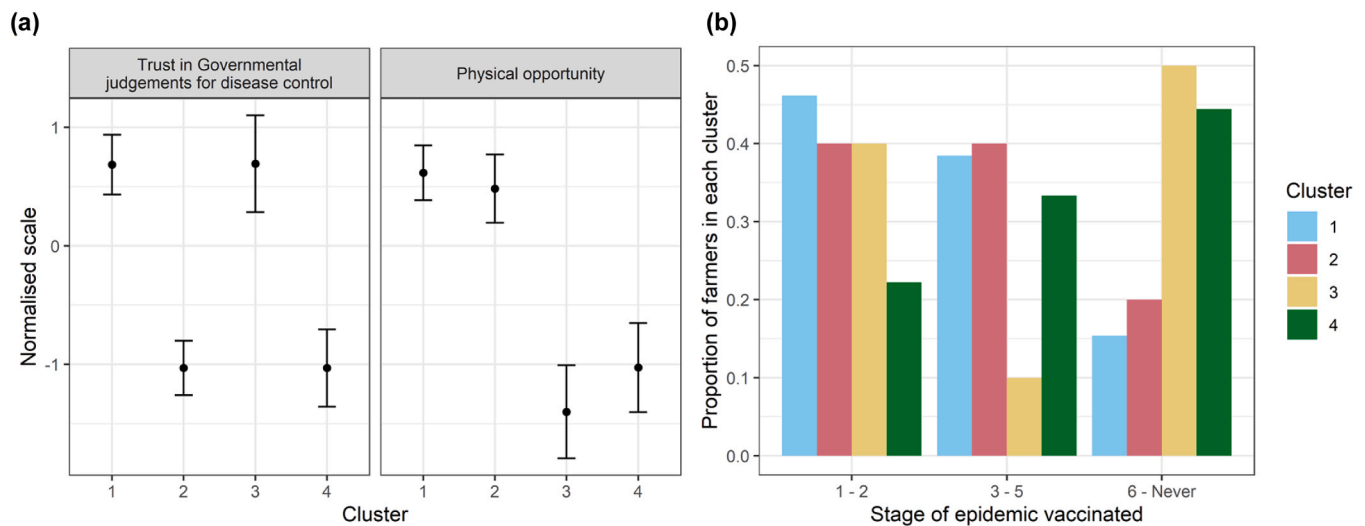 (a)
Trust in Governmental
judgements for disease control
Physical opportunity
Normalised scale
1
0
-1
1 2 3 4
1 2 3 4
Cluster
(b)
Proportion of farmers in each cluster
0.5
0.4
0.3
0.2
0.1
0.0
1 - 2
3 - 5
6 - Never
Stage of epidemic vaccinated
Cluster
1
2
3
4